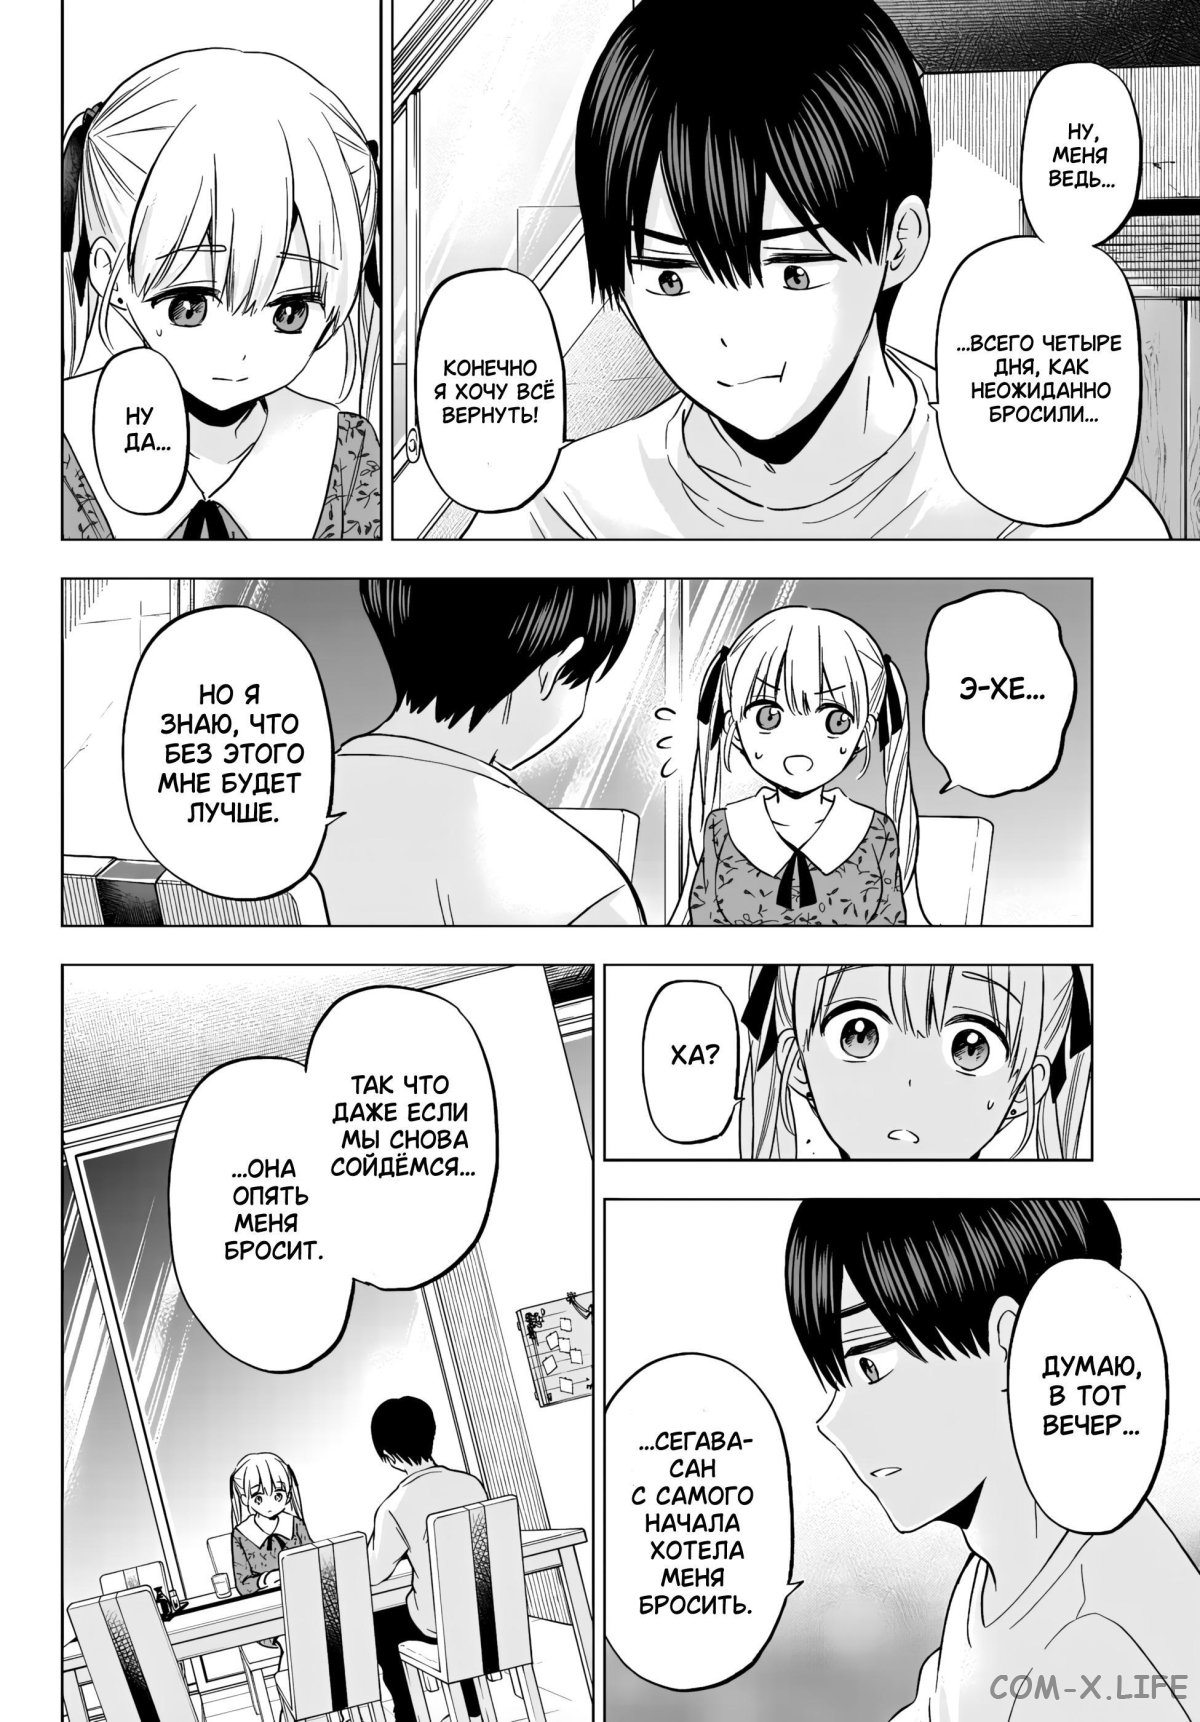 НУ,
МЕНЯ
ВЕДЬ...
...ВСЕГО ЧЕТЫРЕ
ДНЯ, КАК
НЕОЖИДАННО
БРОСИЛИ...
КОНЕЧНО
Я ХОЧУ ВСЁ
ВЕРНУТЬ!
НУ
ДА...
Э-ХЕ...
НО Я
ЗНАЮ, ЧТО
БЕЗ ЭТОГО
МНЕ БУДЕТ
ЛУЧШЕ.
ХА?
ДУМАЮ,
В ТОТ
ВЕЧЕР...
...СЕГАВА-
САН
С САМОГО
НАЧАЛА
ХОТЕЛА
МЕНЯ
БРОСИТЬ.
ТАК ЧТО
ДАЖЕ ЕСЛИ
МЫ СНОВА
СОЙДЁМСЯ...
...ОНА
ОПЯТЬ
МЕНЯ
БРОСИТ.
COM-X.LIFE